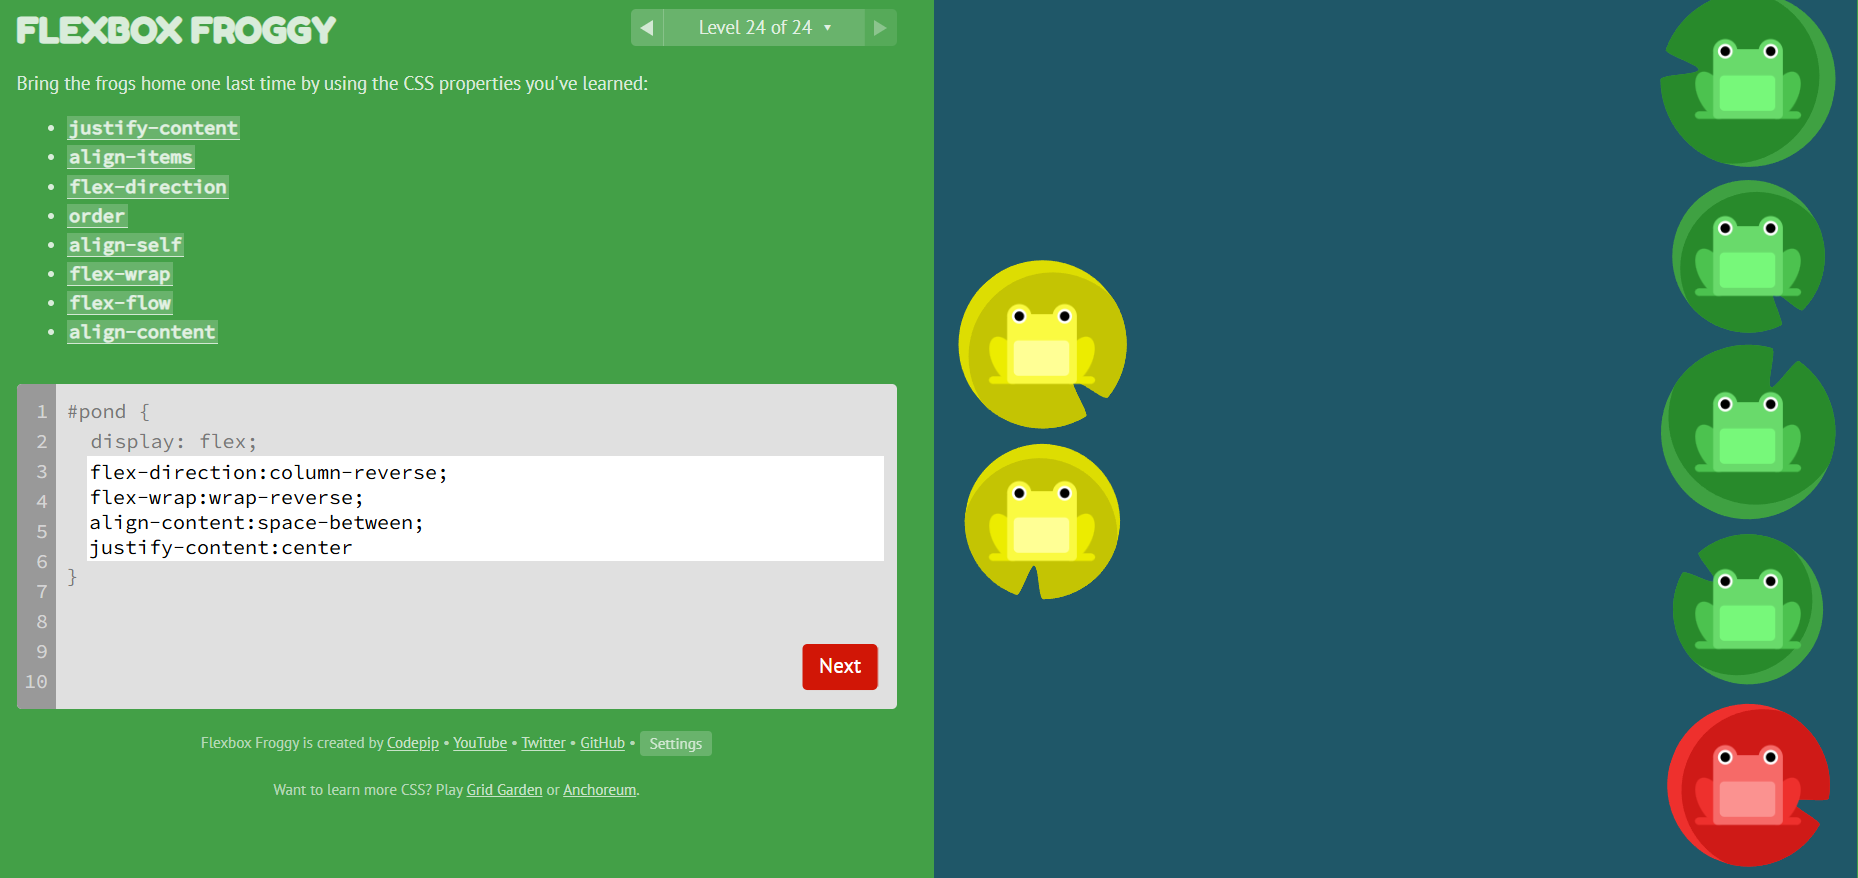 FLEXBOX FROGGY
◀ Level 24 of 24 ▼ ▶
Bring the frogs home one last time by using the CSS properties you've learned:
• justify-content
• align-items
• flex-direction
• order
• align-self
• flex-wrap
• flex-flow
• align-content
1 #pond {
2 display: flex;
3 flex-direction:column-reverse;
4 flex-wrap:wrap-reverse;
5 align-content:space-between;
6 justify-content:center
7 }
8
9
10
Next
Flexbox Froggy is created by Codepip • YouTube • Twitter • GitHub • Settings
Want to learn more CSS? Play Grid Garden or Anchoreum.